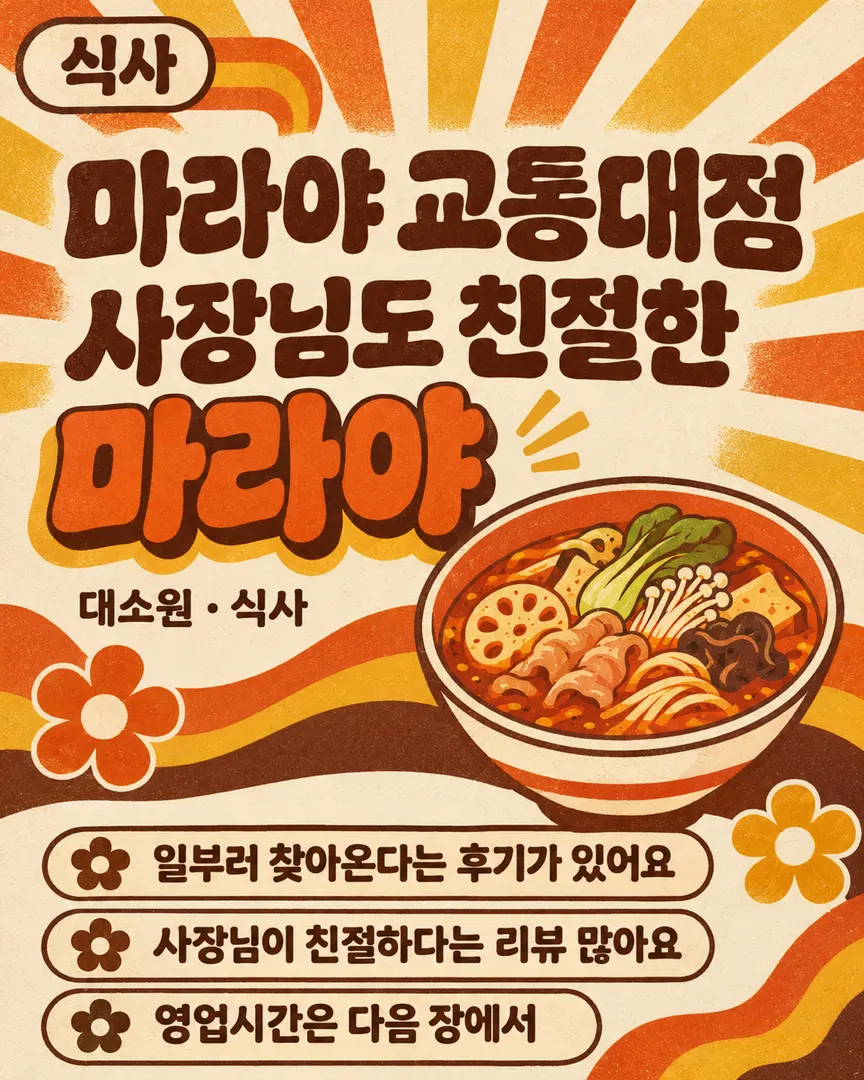 식사
마라야 교통대점
사장님도 친절한
마라야
대소원 · 식사
일부러 찾아온다는 후기가 있어요
사장님이 친절하다는 리뷰 많아요
영업시간은 다음 장에서